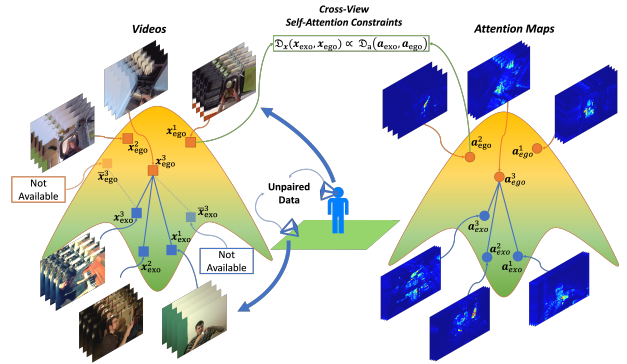 Cross-View
Self-Attention Constraints
Videos
Attention Maps
𝔇ₓ(𝒙exo, 𝒙ego) ∝ 𝔇ₐ(𝒂exo, 𝒂ego)
x¹ego
x²ego
x³ego
x̅³ego
Not
Available
x³exo
x̅³exo
x²exo
x¹exo
Not
Available
Unpaired
Data
a²ego
a¹ego
a³ego
a³exo
a²exo
a¹exo